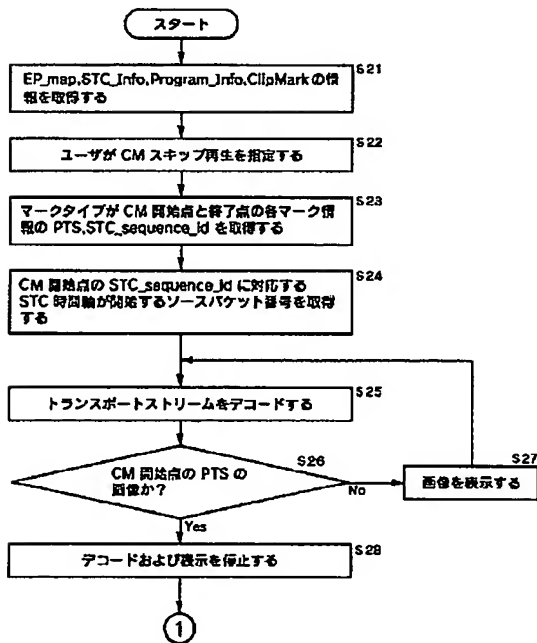 スタート
S21
EP_map,STC_Info,Program_Info,ClipMarkの情
報を取得する
S22
ユーザが CM スキップ再生を指定する
S23
マークタイプが CM 開始点と終了点の各マーク情
報の PTS,STC_sequence_id を取得する
S24
CM 開始点の STC_sequence_id に対応する
STC 時間軸が開始するソースパケット番号を取得
する
S25
トランスポートストリームをデコードする
S26
CM 開始点の PTS の
画像か?
No
S27
画像を表示する
Yes
S28
デコードおよび表示を停止する
1